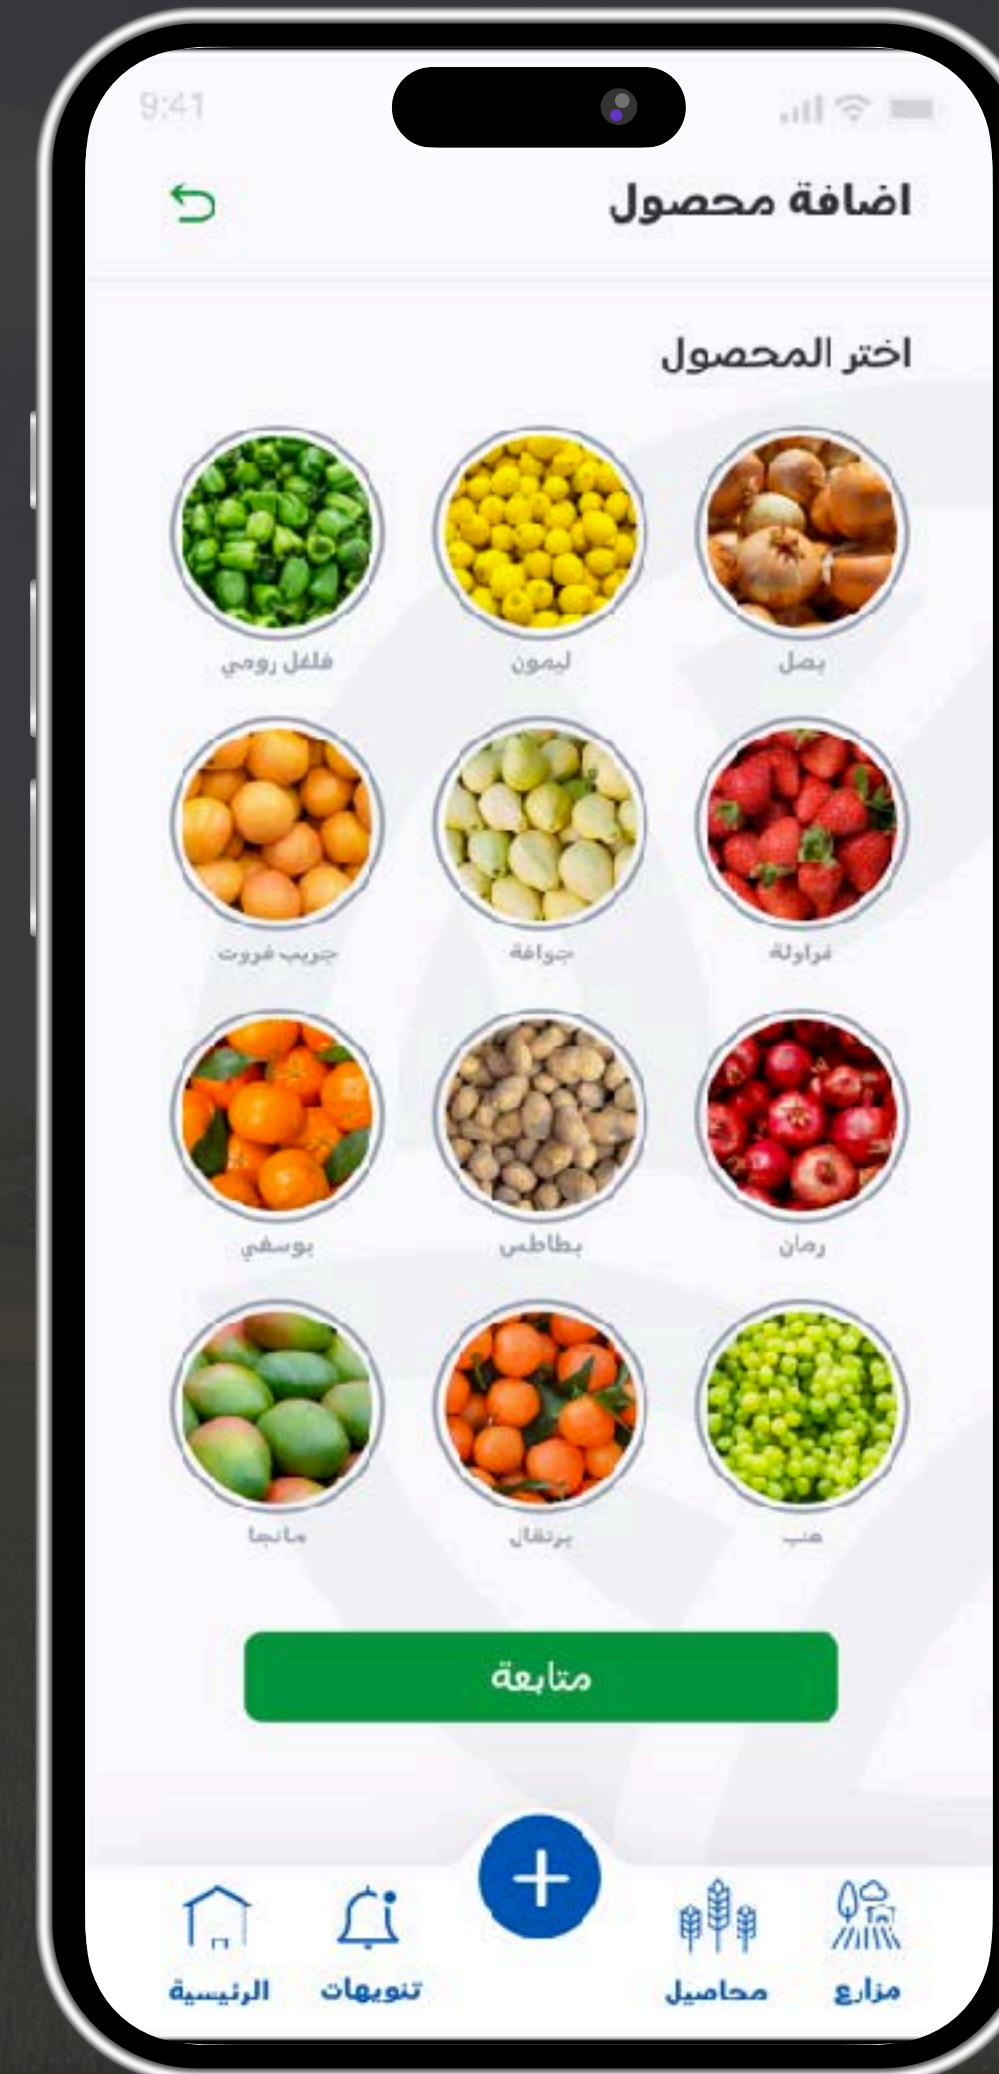 9:41
اضافة محصول
اختر المحصول
بصل
ليمون
فلفل رومي
فراولة
جوافة
جريب فروت
رمان
بطاطس
يوسفي
عنب
برتقال
مانجا
متابعة
مزارع
محاصيل
تنويهات
الرئيسية